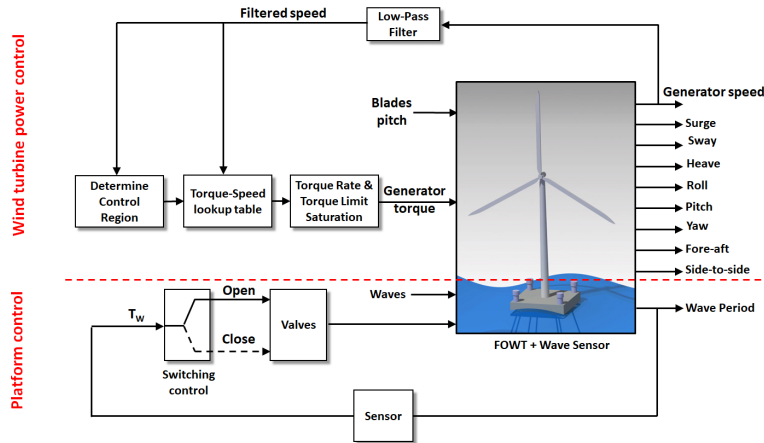 Wind turbine power control
Filtered speed
Low-Pass
Filter
Blades
pitch
Generator speed
Surge
Sway
Heave
Roll
Pitch
Yaw
Fore-aft
Side-to-side
Determine
Control
Region
Torque-Speed
lookup table
Torque Rate &
Torque Limit
Saturation
Generator
torque
Platform control
TW
Open
Close
Switching
control
Valves
Waves
Wave Period
FOWT + Wave Sensor
Sensor